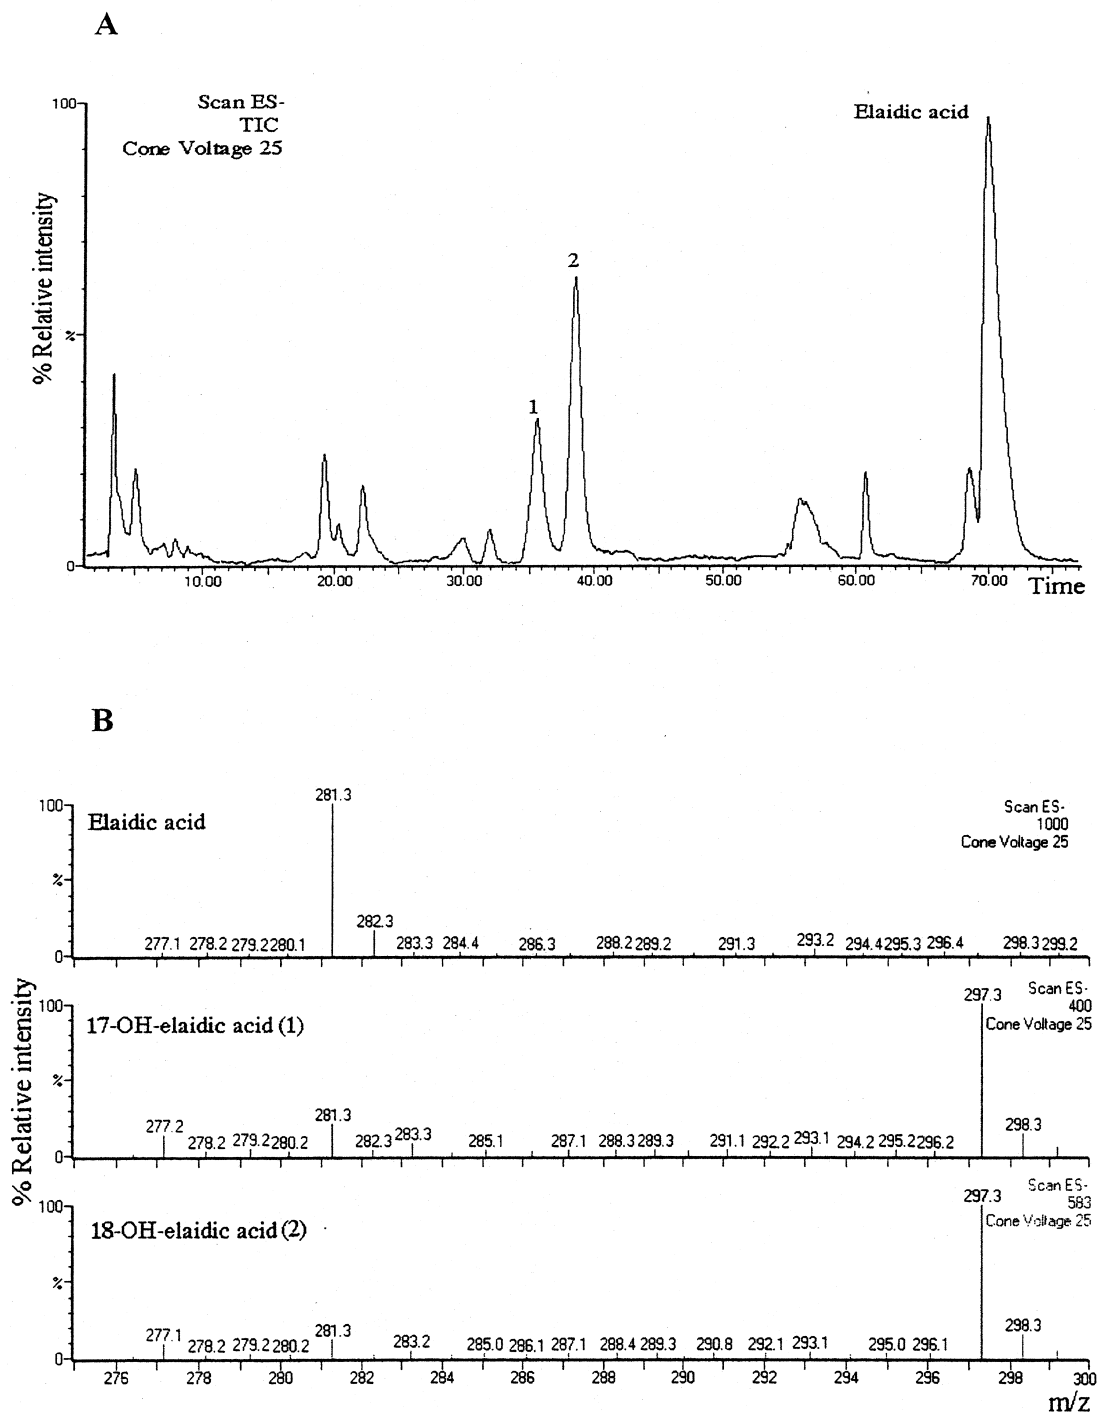 A
Scan ES-
TIC
Cone Voltage 25
Elaidic acid
100
%
0
% Relative intensity
1
2
10.00 20.00 30.00 40.00 50.00 60.00 70.00
Time
B
Elaidic acid
Scan ES-
1000
Cone Voltage 25
100
%
0
281.3
282.3
277.1 278.2 279.2 280.1 283.3 284.4 286.3 288.2 289.2 291.3 293.2 294.4 295.3 296.4 298.3 299.2
17-OH-elaidic acid (1)
Scan ES-
400
Cone Voltage 25
100
%
0
297.3
281.3
298.3
277.2 278.2 279.2 280.2 282.3 283.3 285.1 287.1 288.3 289.3 291.1 292.2 293.1 294.2 295.2 296.2
18-OH-elaidic acid (2)
Scan ES-
583
Cone Voltage 25
100
%
0
297.3
281.3
298.3
277.1 278.2 279.2 280.2 283.2 285.0 286.1 287.1 288.4 289.3 290.8 292.1 293.1 295.0 296.1
% Relative intensity
276 278 280 282 284 286 288 290 292 294 296 298 300
m/z